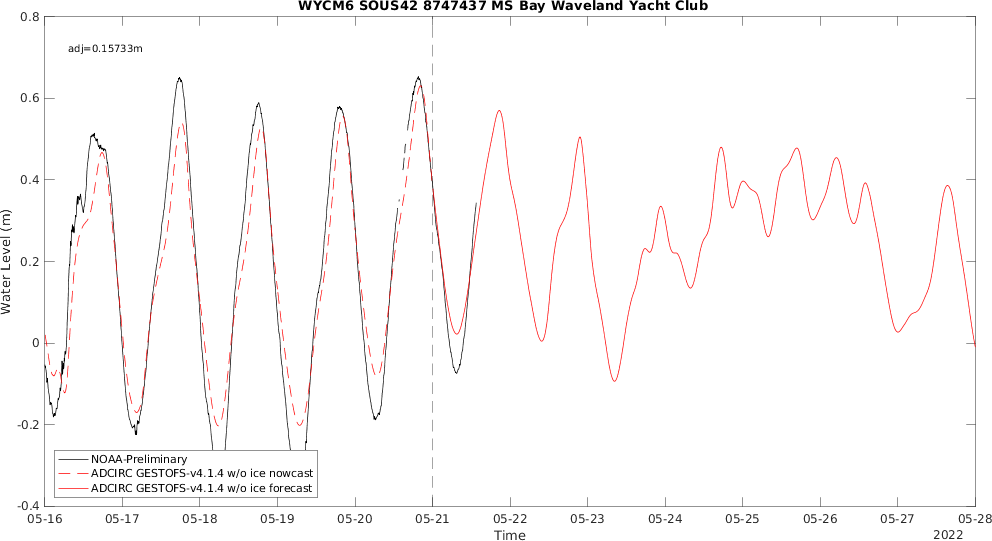 WYCM6 SOUS42 8747437 MS Bay Waveland Yacht Club
adj=0.15733m
0.8
0.6
0.4
0.2
0
-0.2
-0.4
Water Level (m)
NOAA-Preliminary
ADCIRC GESTOFS-v4.1.4 w/o ice nowcast
ADCIRC GESTOFS-v4.1.4 w/o ice forecast
05-16 05-17 05-18 05-19 05-20 05-21 05-22 05-23 05-24 05-25 05-26 05-27 05-28
Time
2022